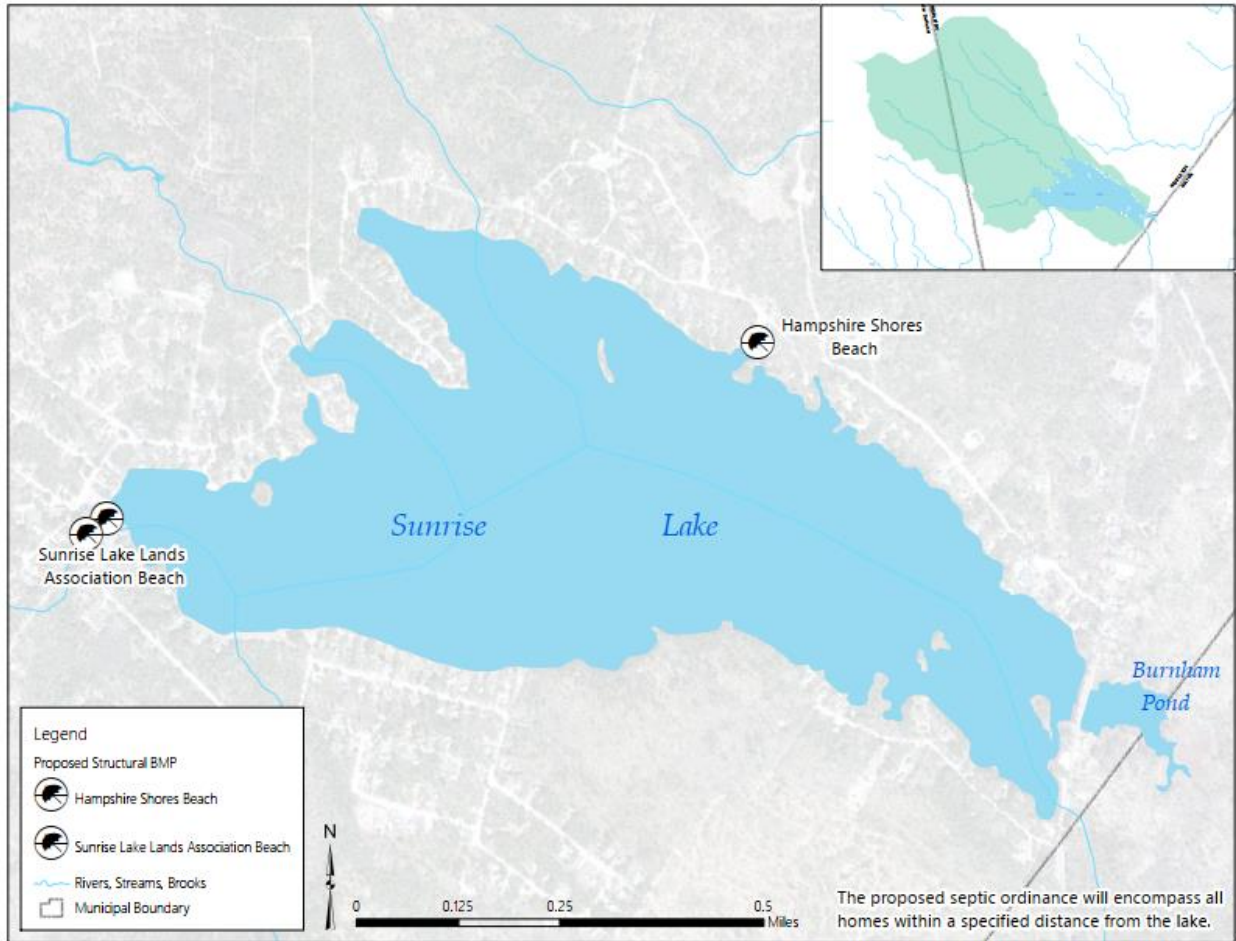 Hampshire Shores
Beach
Sunrise Lake
Sunrise Lake Lands
Association Beach
Burnham
Pond
Legend
Proposed Structural BMP
Hampshire Shores Beach
Sunrise Lake Lands Association Beach
Rivers, Streams, Brooks
Municipal Boundary
N
0 0.125 0.25 0.5
Miles
The proposed septic ordinance will encompass all
homes within a specified distance from the lake.